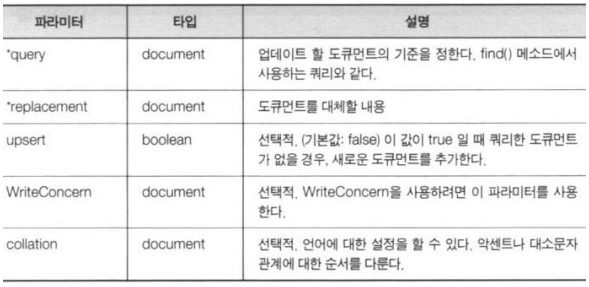 파라미터 타입 설명
*query document 업데이트 할 도큐먼트의 기준을 정한다. find() 메소드에서
사용하는 쿼리와 같다.
*replacement document 도큐먼트를 대체할 내용
upsert boolean 선택적. (기본값: false) 이 값이 true 일 때 쿼리한 도큐먼트
가 없을 경우, 새로운 도큐먼트를 추가한다.
WriteConcern document 선택적. WriteConcern을 사용하려면 이 파라미터를 사용
한다.
collation document 선택적. 언어에 대한 설정을 할 수 있다. 악센트나 대소문자
관계에 대한 순서를 다룬다.